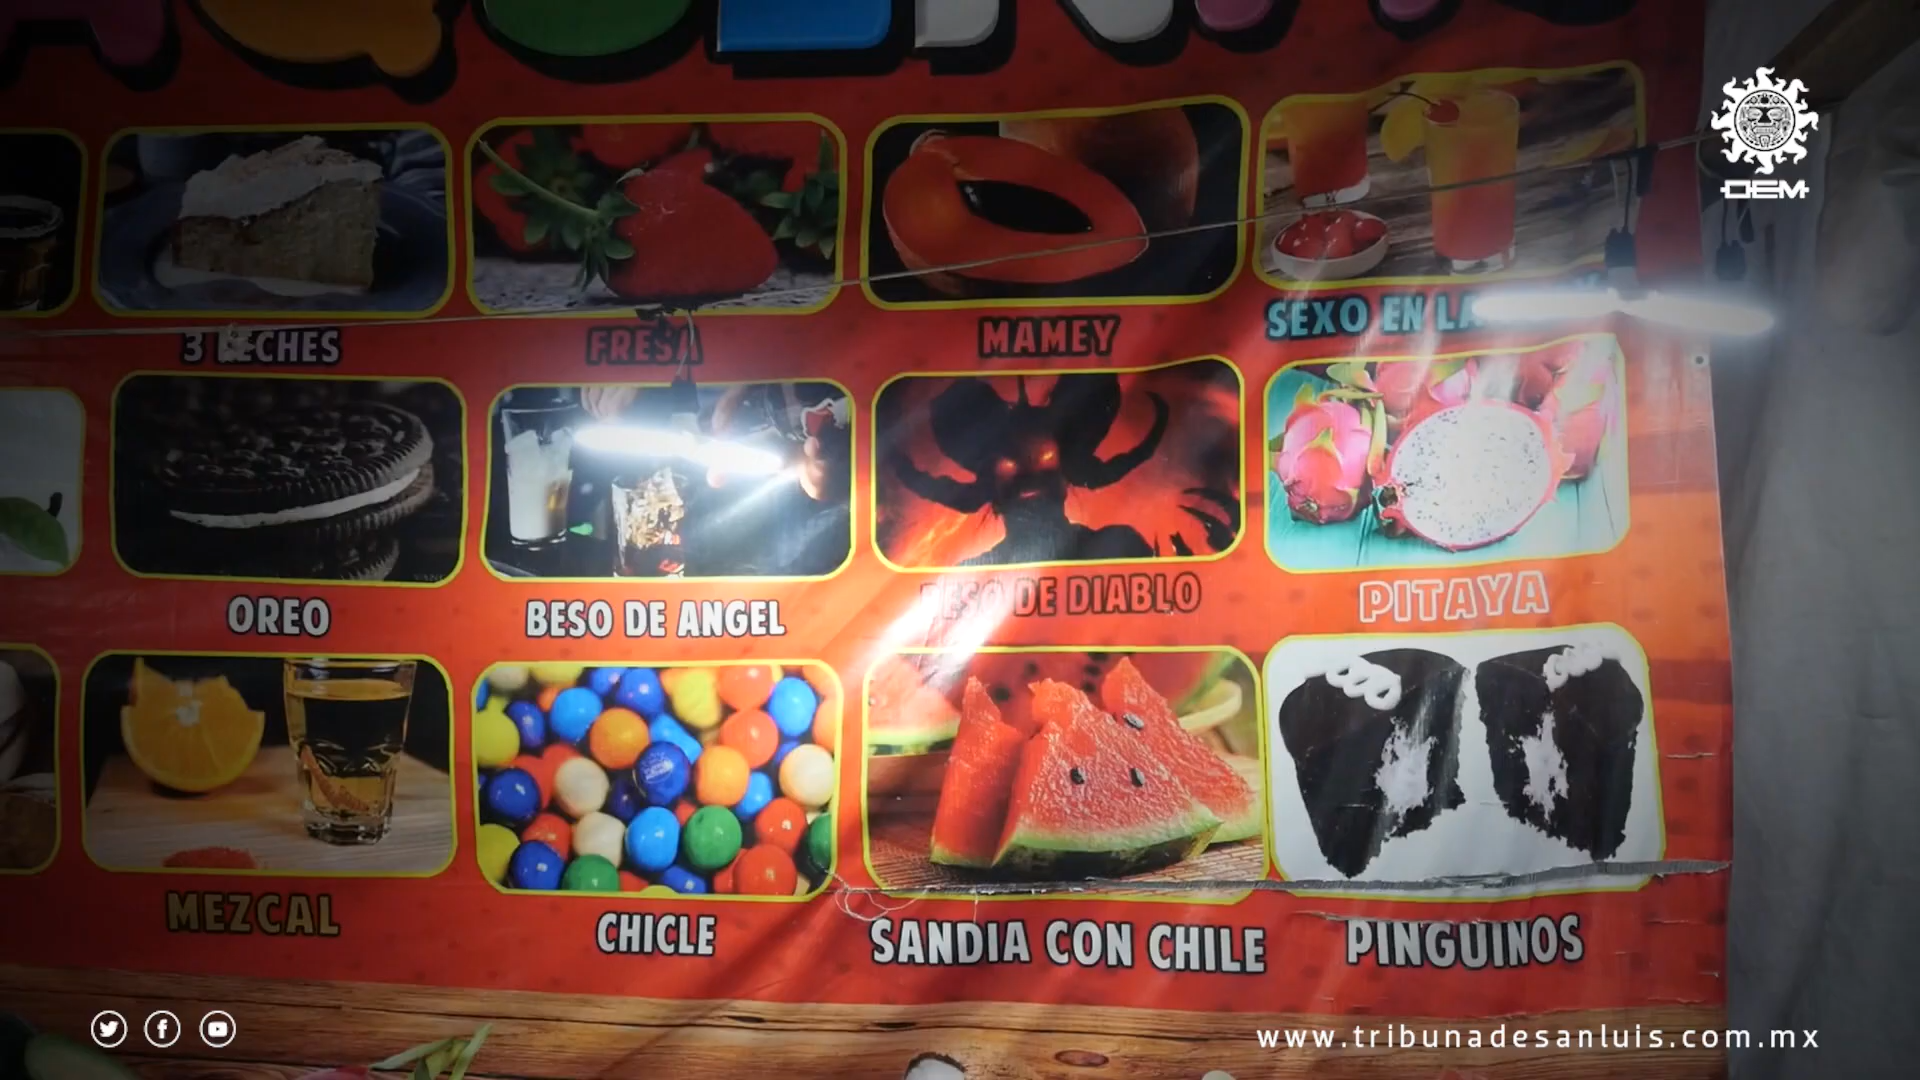 OEM
3 LECHES
FRESA
MAMEY
SEXO EN LA
OREO
BESO DE ANGEL
BESO DE DIABLO
PITAYA
MEZCAL
CHICLE
SANDIA CON CHILE
PINGUINOS
www.tribunadesanluis.com.mx